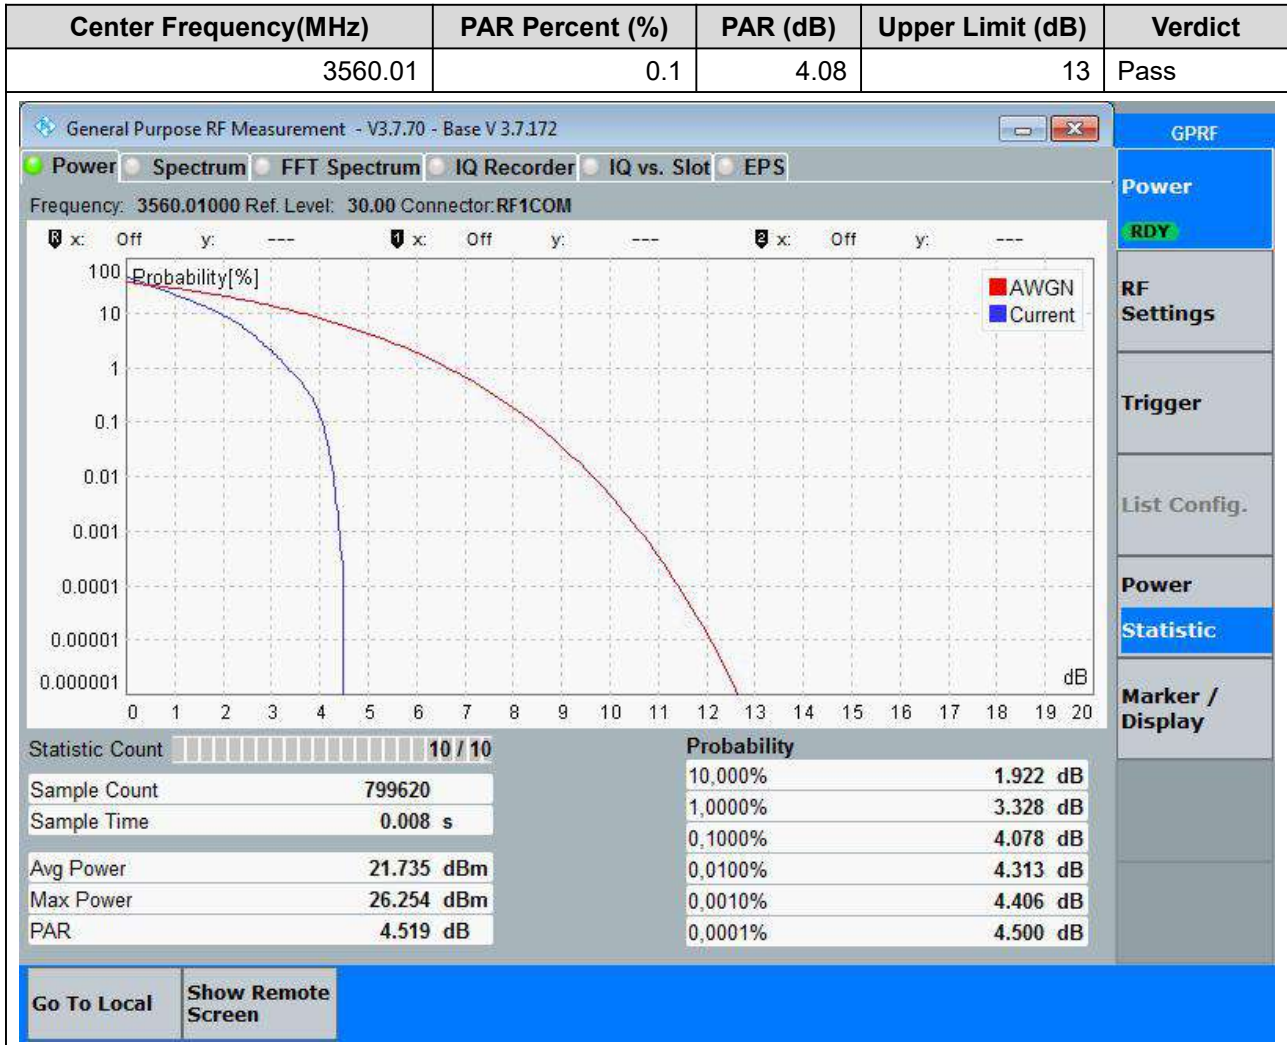 Center Frequency(MHz) PAR Percent (%) PAR (dB) Upper Limit (dB) Verdict
3560.01 0.1 4.08 13 Pass
General Purpose RF Measurement - V3.7.70 - Base V 3.7.172
GPRF
Power Spectrum FFT Spectrum IQ Recorder IQ vs. Slot EPS
Frequency: 3560.01000 Ref. Level: 30.00 Connector: RF1COM
R x: Off y: --- 1 x: Off y: --- 2 x: Off y: ---
Probability[%]
AWGN
Current
100
10
1
0.1
0.01
0.001
0.0001
0.00001
0.000001
dB
0 1 2 3 4 5 6 7 8 9 10 11 12 13 14 15 16 17 18 19 20
Statistic Count 10 / 10
Sample Count 799620
Sample Time 0.008 s
Avg Power 21.735 dBm
Max Power 26.254 dBm
PAR 4.519 dB
Probability
10,000% 1.922 dB
1,0000% 3.328 dB
0,1000% 4.078 dB
0,0100% 4.313 dB
0,0010% 4.406 dB
0,0001% 4.500 dB
Power
RDY
RF
Settings
Trigger
List Config.
Power
Statistic
Marker /
Display
Go To Local
Show Remote
Screen